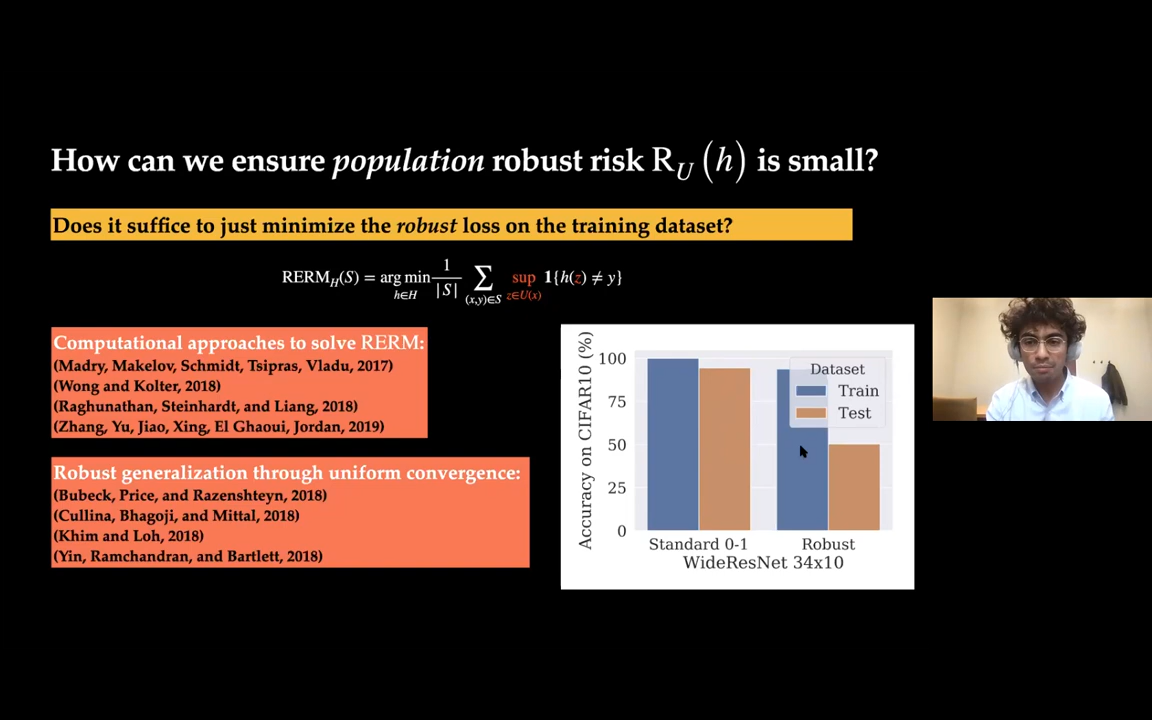 How can we ensure population robust risk R_U(h) is small?
Does it suffice to just minimize the robust loss on the training dataset?
RERM_H(S) = arg min_{h∈H} 1/|S| ∑_{(x,y)∈S} sup_{z∈U(x)} 1{h(z) ≠ y}
Computational approaches to solve RERM:
(Madry, Makelov, Schmidt, Tsipras, Vladu, 2017)
(Wong and Kolter, 2018)
(Raghunathan, Steinhardt, and Liang, 2018)
(Zhang, Yu, Jiao, Xing, El Ghaoui, Jordan, 2019)
Robust generalization through uniform convergence:
(Bubeck, Price, and Razenshteyn, 2018)
(Cullina, Bhagoji, and Mittal, 2018)
(Khim and Loh, 2018)
(Yin, Ramchandran, and Bartlett, 2018)
Accuracy on CIFAR10 (%)
100
75
50
25
0
Dataset
Train
Test
Standard 0-1
Robust
WideResNet 34x10